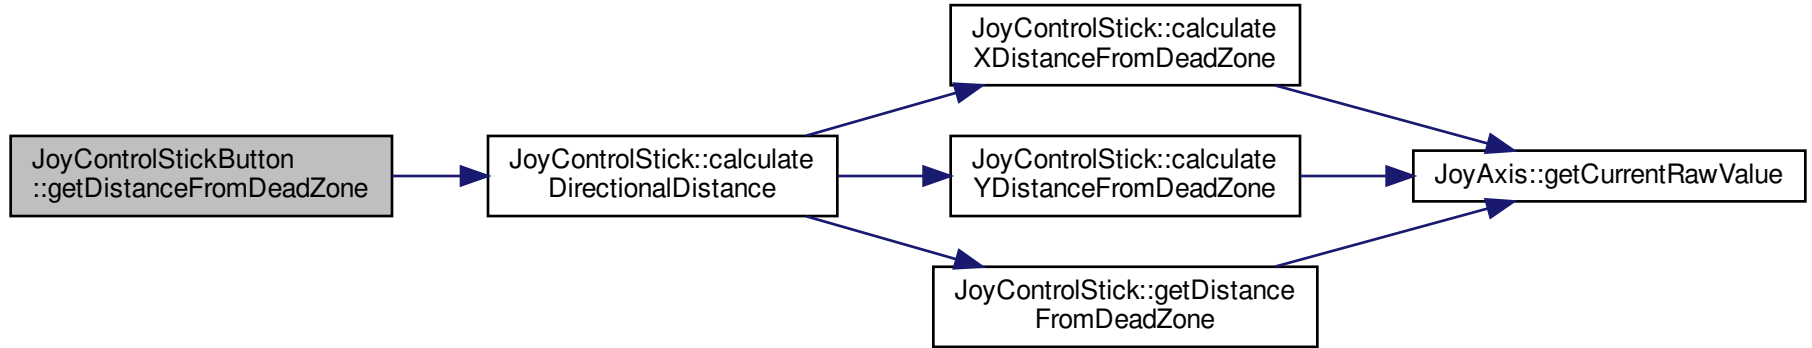 JoyControlStickButton
::getDistanceFromDeadZone
JoyControlStick::calculate
DirectionalDistance
JoyControlStick::calculate
XDistanceFromDeadZone
JoyControlStick::calculate
YDistanceFromDeadZone
JoyControlStick::getDistance
FromDeadZone
JoyAxis::getCurrentRawValue